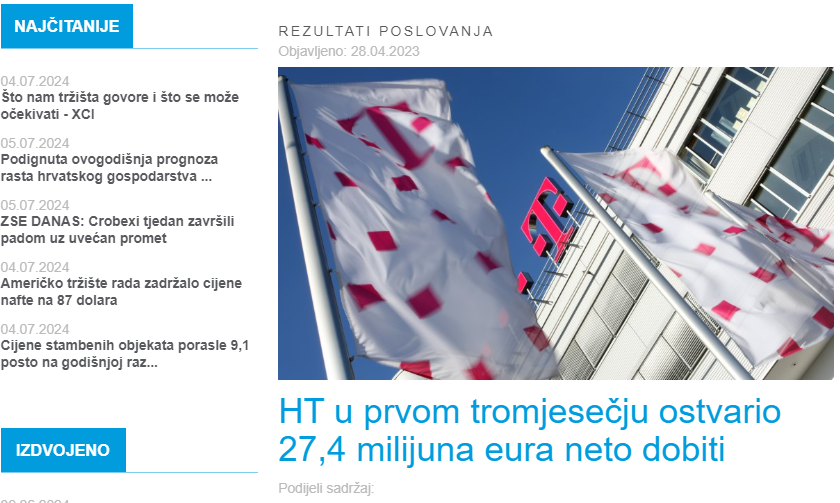 NAJČITANIJE
04.07.2024
Što nam tržišta govore i što se može
očekivati - XCI
05.07.2024
Podignuta ovogodišnja prognoza
rasta hrvatskog gospodarstva ...
05.07.2024
ZSE DANAS: Crobexi tjedan završili
padom uz uvećan promet
04.07.2024
Američko tržište rada zadržalo cijene
nafte na 87 dolara
04.07.2024
Cijene stambenih objekata porasle 9,1
posto na godišnjoj raz...
IZDVOJENO
REZULTATI POSLOVANJA
Objavljeno: 28.04.2023
T
T
HT u prvom tromjesečju ostvario
27,4 milijuna eura neto dobiti
Podijeli sadržaj: